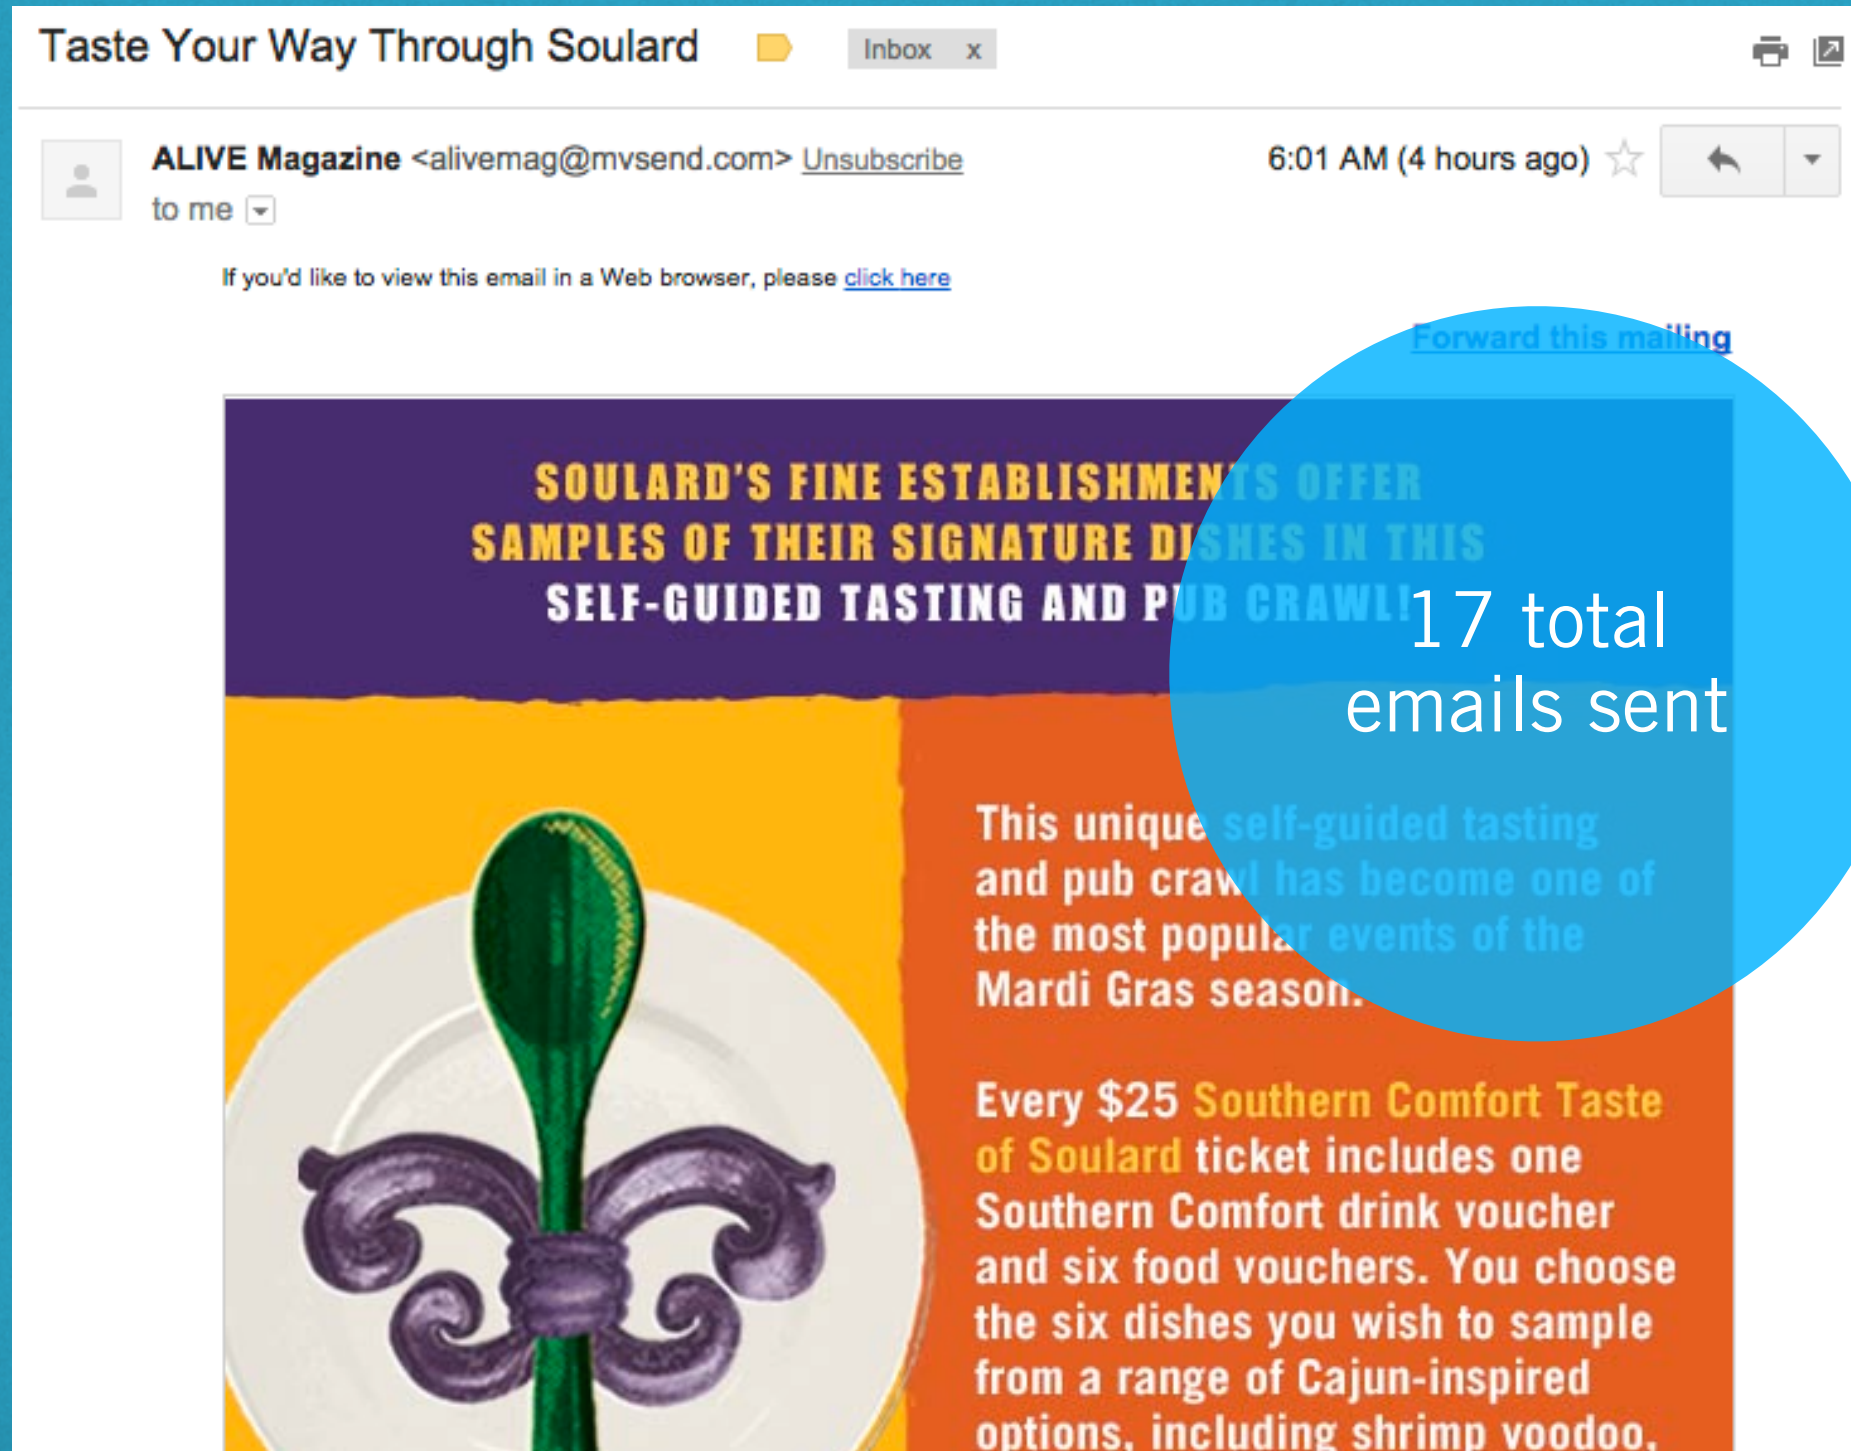 Taste Your Way Through Soulard
Inbox x
ALIVE Magazine <alivemag@mvsend.com> Unsubscribe
6:01 AM (4 hours ago)
to me
If you'd like to view this email in a Web browser, please click here
Forward this mailing
SOULARD'S FINE ESTABLISHMENTS OFFER
SAMPLES OF THEIR SIGNATURE DISHES IN THIS
SELF-GUIDED TASTING AND PUB CRAWL!
17 total
emails sent
This unique self-guided tasting
and pub crawl has become one of
the most popular events of the
Mardi Gras season.
Every $25 Southern Comfort Taste
of Soulard ticket includes one
Southern Comfort drink voucher
and six food vouchers. You choose
the six dishes you wish to sample
from a range of Cajun-inspired
options, including shrimp voodoo,